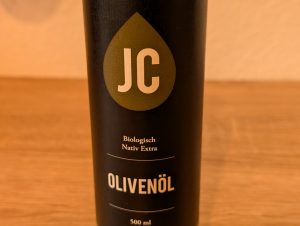 JC
Biologisch
Nativ Extra
OLIVENÖL
500 ml